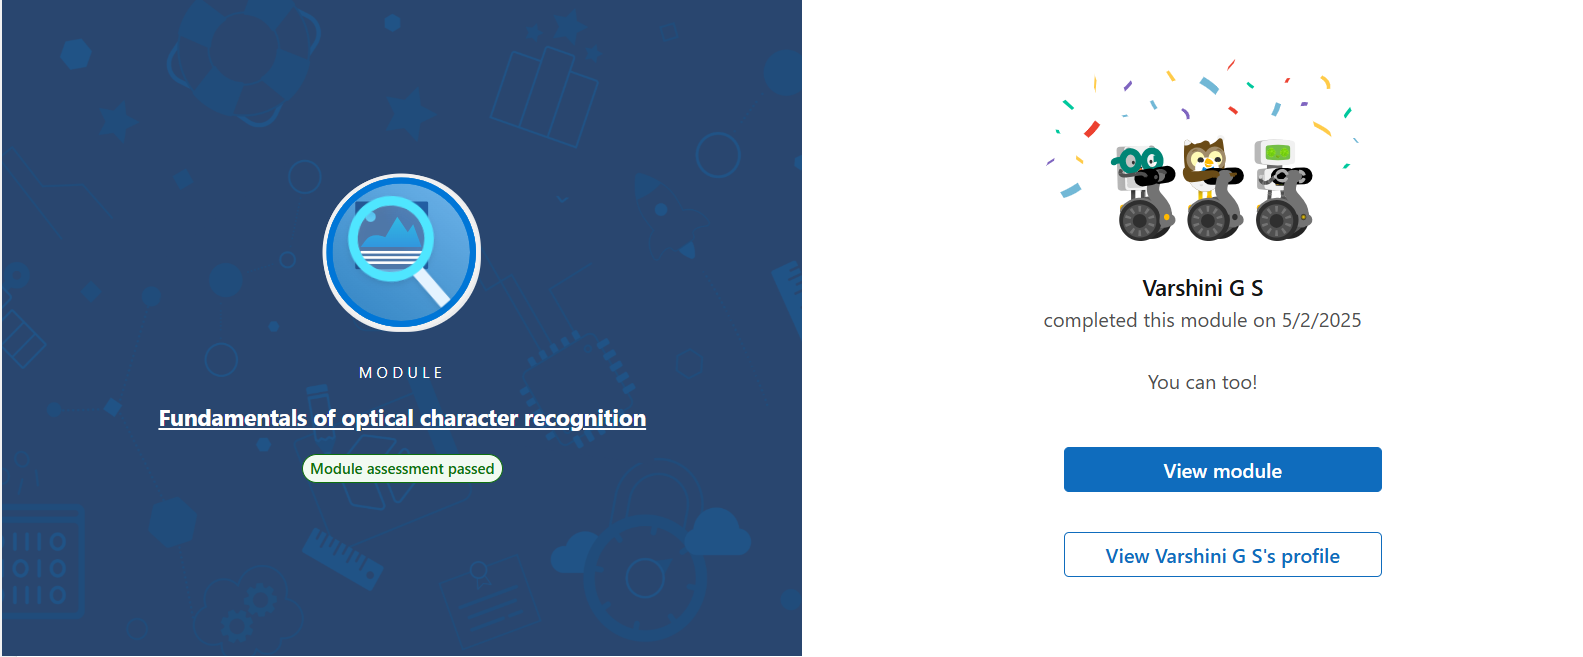 MODULE
Fundamentals of optical character recognition
Module assessment passed
Varshini G S
completed this module on 5/2/2025
You can too!
View module
View Varshini G S's profile